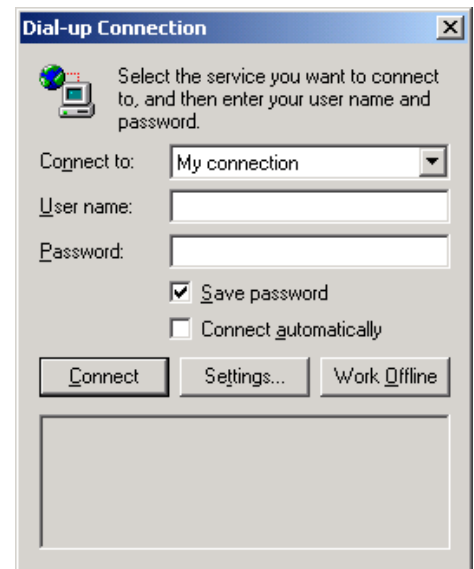 Dial-up Connection
Select the service you want to connect
to, and then enter your user name and
password.
Connect to: My connection
User name:
Password:
Save password
Connect automatically
Connect Settings... Work Offline